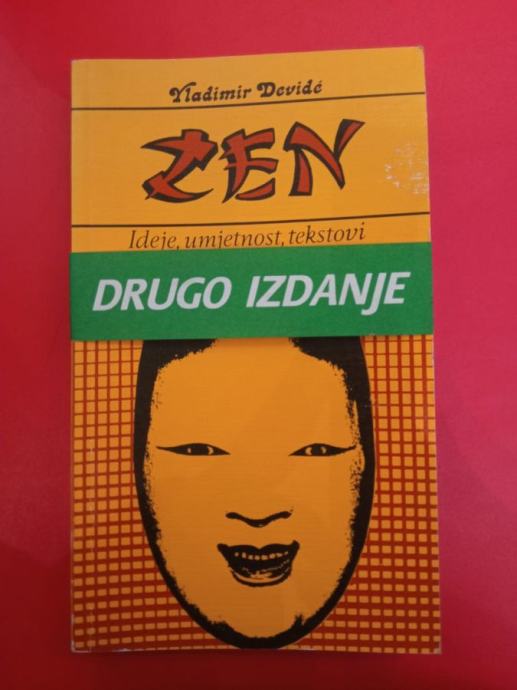 Vladimir Devidé
ZEN
Ideje, umjetnost, tekstovi
DRUGO IZDANJE